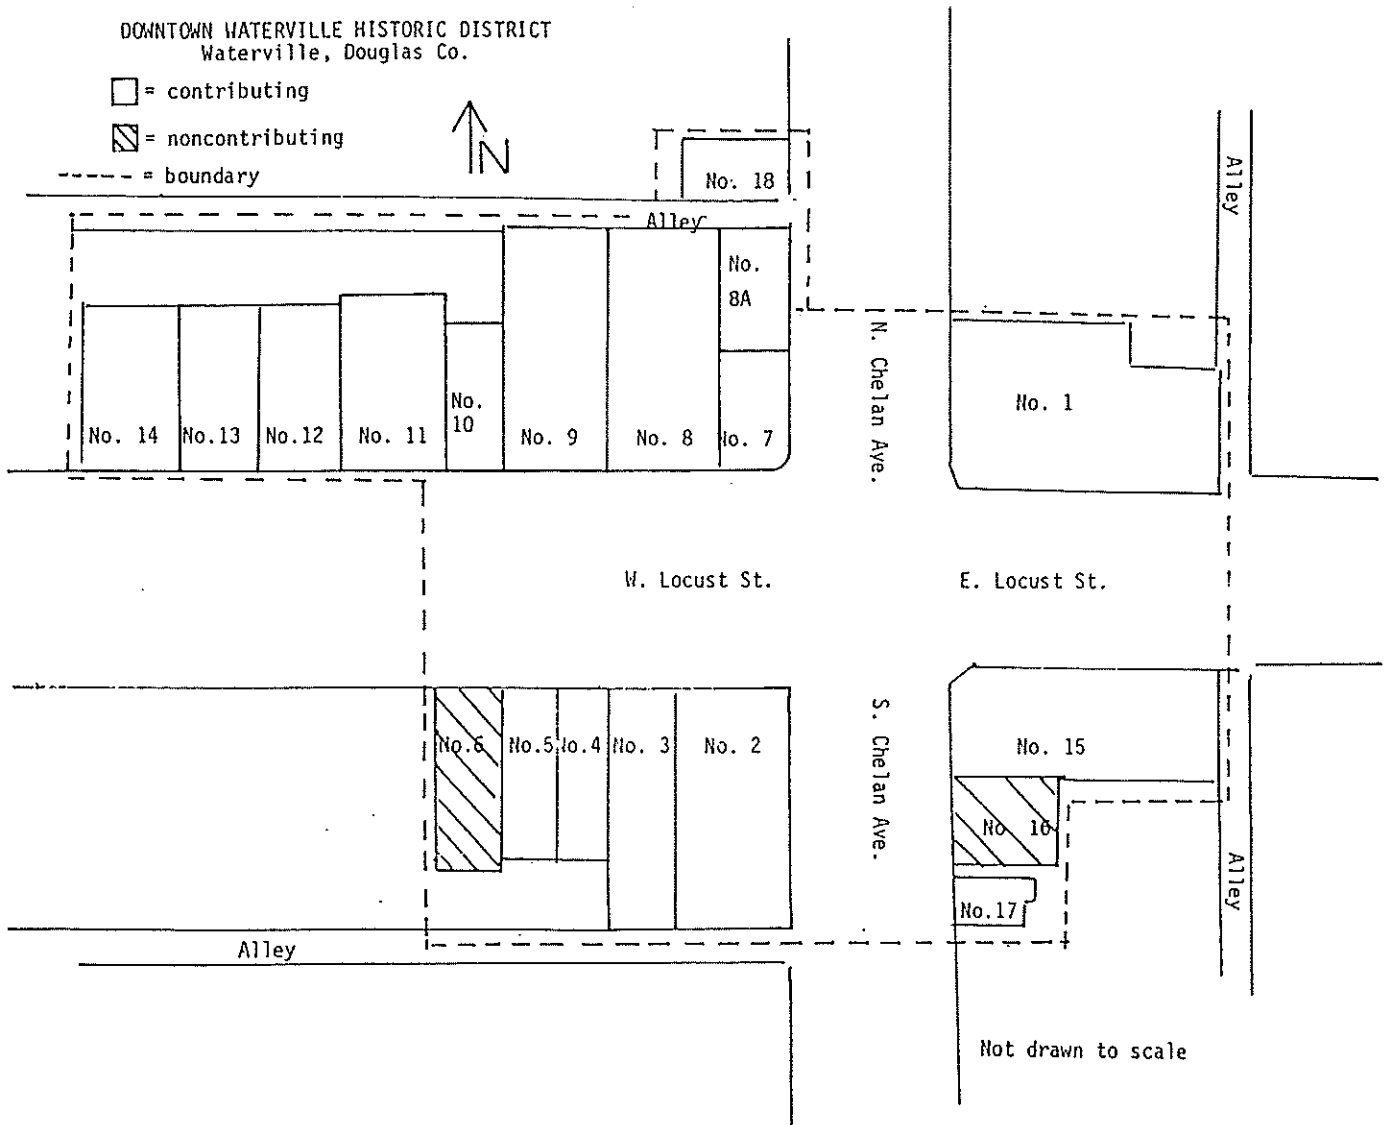 DOWNTOWN WATERVILLE HISTORIC DISTRICT
Waterville, Douglas Co.
= contributing
= noncontributing
= boundary
N
No. 18
Alley
Alley
No.
8A
No. 14
No.13
No.12
No. 11
No.
10
No. 9
No. 8
No. 7
N. Chelan Ave.
No. 1
W. Locust St.
E. Locust St.
No.6
No.5
No.4
No. 3
No. 2
S. Chelan Ave.
No. 15
No 16
No.17
Alley
Alley
Not drawn to scale